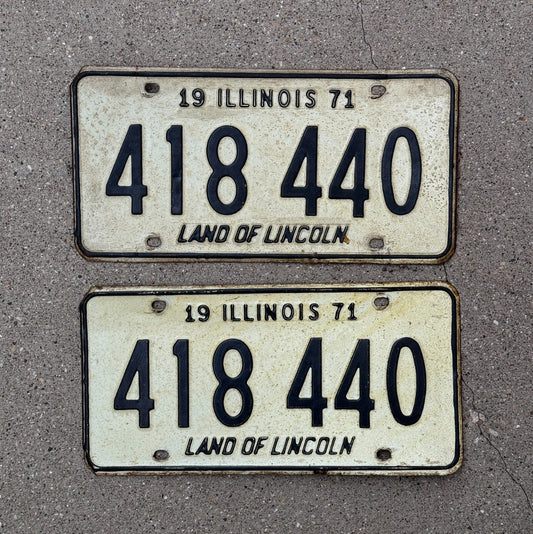 19 ILLINOIS 71
418 440
LAND OF LINCOLN
19 ILLINOIS 71
418 440
LAND OF LINCOLN